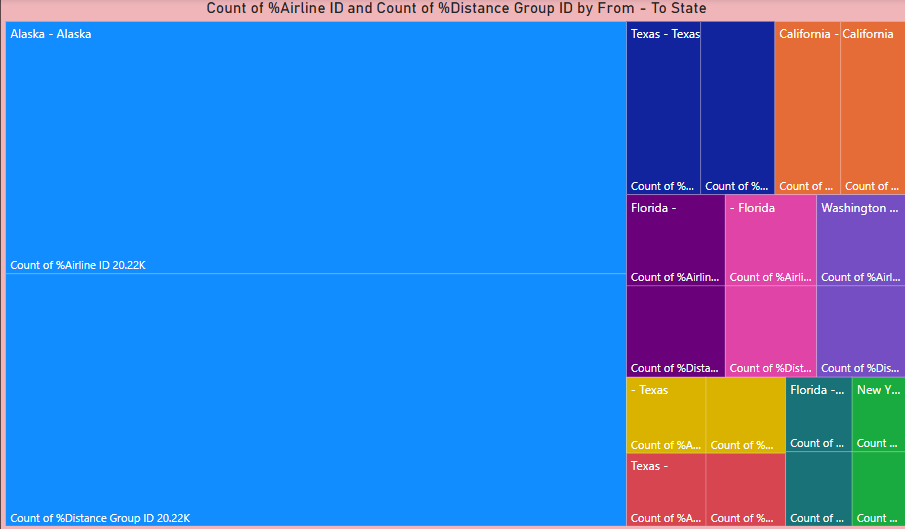 Count of %Airline ID and Count of %Distance Group ID by From - To State
Alaska - Alaska
Count of %Airline ID 20.22K
Count of %Distance Group ID 20.22K
Texas - Texas
Count of %...
Count of %...
California - California
Count of ...
Count of ...
Florida -
Count of %Airlin...
Count of %Dista...
- Florida
Count of %Airli...
Count of %Dist...
Washington ...
Count of %Airl...
Count of %Dis...
- Texas
Count of %A...
Count of %...
Texas -
Count of %A...
Count of %...
Florida -...
Count of ...
Count of ...
New Y...
Count ...
Count ...